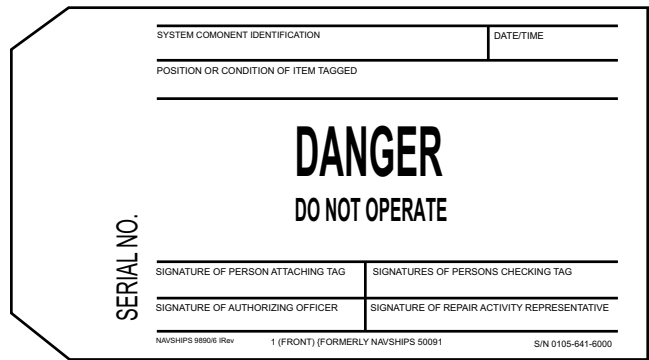 SYSTEM COMONENT IDENTIFICATION DATE/TIME
POSITION OR CONDITION OF ITEM TAGGED
DANGER
DO NOT OPERATE
SERIAL NO.
SIGNATURE OF PERSON ATTACHING TAG SIGNATURES OF PERSONS CHECKING TAG
SIGNATURE OF AUTHORIZING OFFICER SIGNATURE OF REPAIR ACTIVITY REPRESENTATIVE
NAVSHIPS 9890/6 IRev 1 (FRONT) {FORMERLY NAVSHIPS 50091 S/N 0105-641-6000